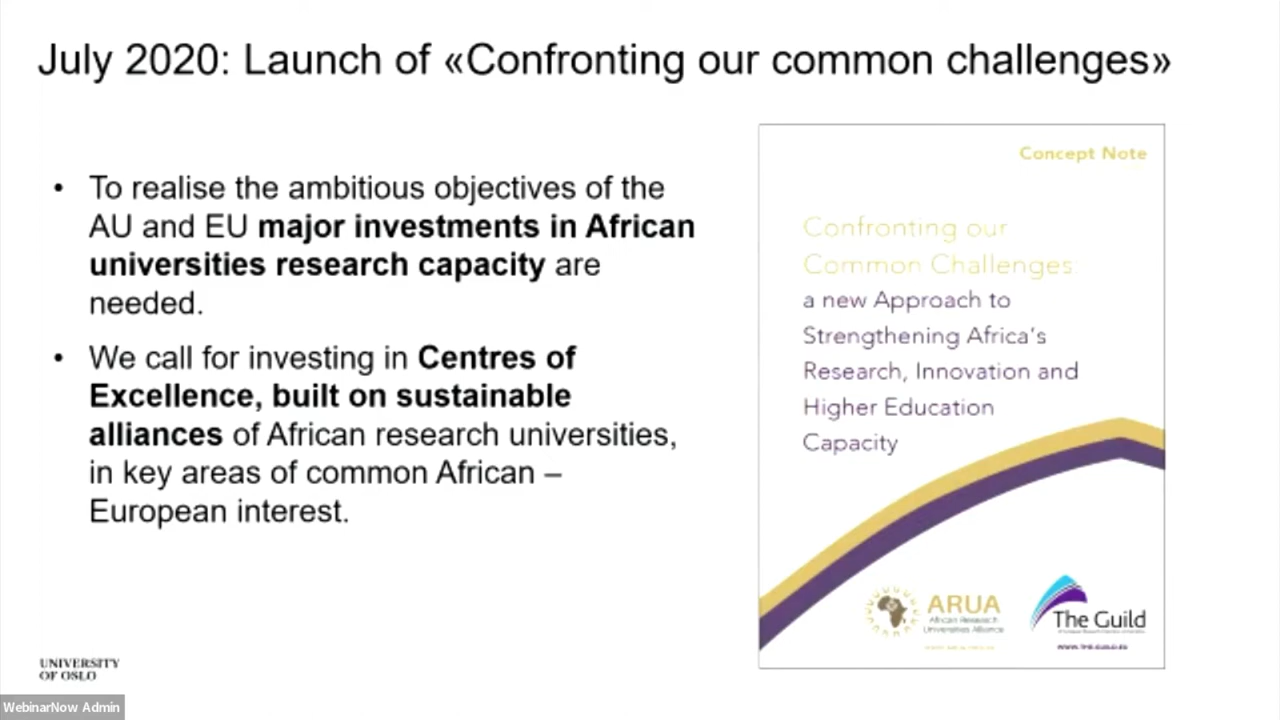 July 2020: Launch of «Confronting our common challenges»
• To realise the ambitious objectives of the
AU and EU major investments in African
universities research capacity are
needed.
• We call for investing in Centres of
Excellence, built on sustainable
alliances of African research universities,
in key areas of common African –
European interest.
Concept Note
Confronting our
Common Challenges:
a new Approach to
Strengthening Africa's
Research, Innovation and
Higher Education
Capacity
ARUA
African Research
Universities Alliance
The Guild
WWW.THE-GUILD.EU
UNIVERSITY
OF OSLO
WebinarNow Admin